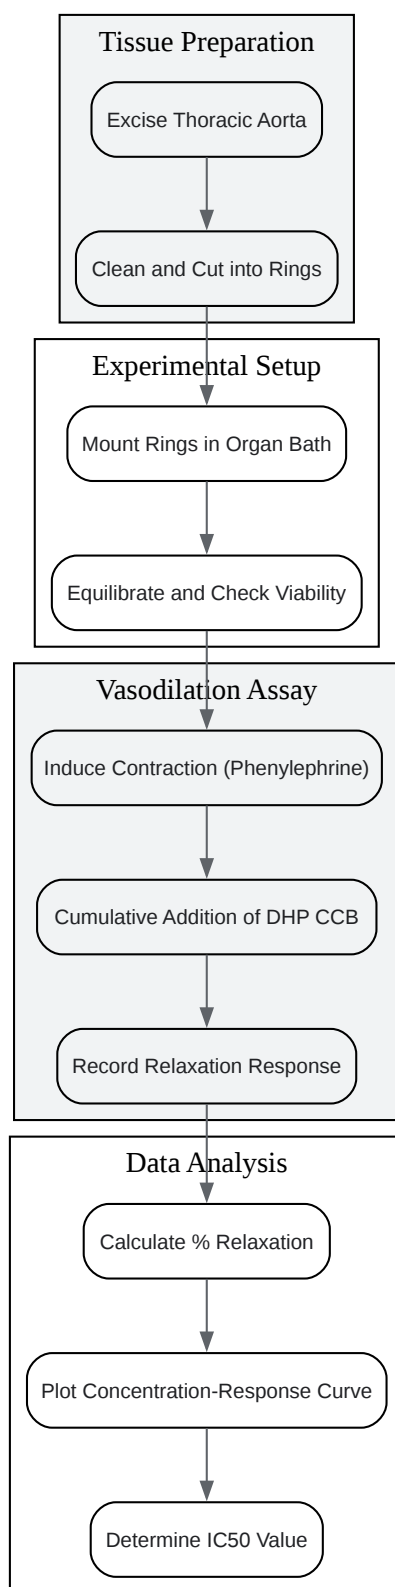 Tissue Preparation
Excise Thoracic Aorta
Clean and Cut into Rings
Experimental Setup
Mount Rings in Organ Bath
Equilibrate and Check Viability
Vasodilation Assay
Induce Contraction (Phenylephrine)
Cumulative Addition of DHP CCB
Record Relaxation Response
Data Analysis
Calculate % Relaxation
Plot Concentration-Response Curve
Determine IC50 Value